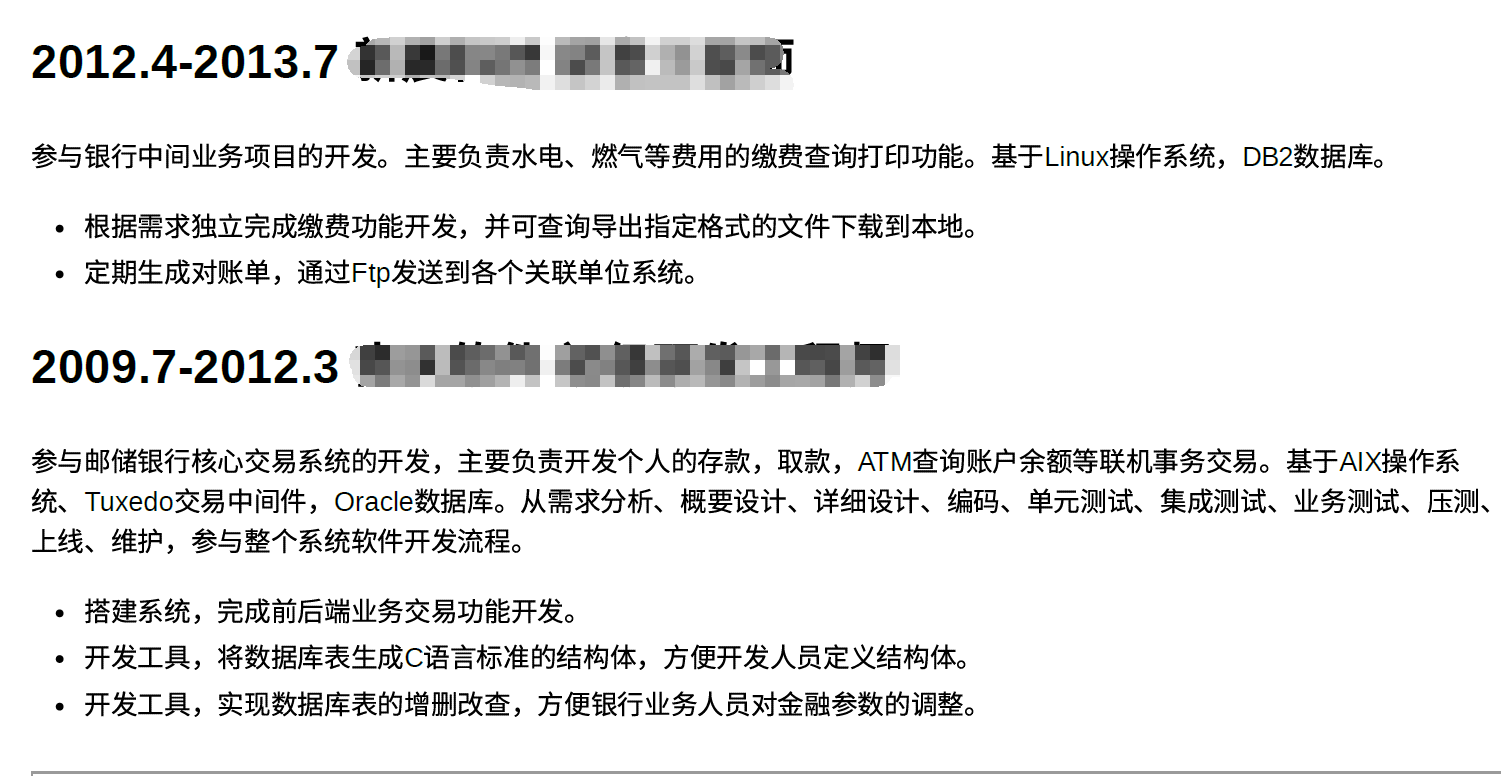 2012.4-2013.7
参与银行中间业务项目的开发。主要负责水电、燃气等费用的缴费查询打印功能。基于Linux操作系统，DB2数据库。
• 根据需求独立完成缴费功能开发，并可查询导出指定格式的文件下载到本地。
• 定期生成对账单，通过Ftp发送到各个关联单位系统。
2009.7-2012.3
参与邮储银行核心交易系统的开发，主要负责开发个人的存款，取款，ATM查询账户余额等联机事务交易。基于AIX操作系
统、Tuxedo交易中间件，Oracle数据库。从需求分析、概要设计、详细设计、编码、单元测试、集成测试、业务测试、压测、
上线、维护，参与整个系统软件开发流程。
• 搭建系统，完成前后端业务交易功能开发。
• 开发工具，将数据库表生成C语言标准的结构体，方便开发人员定义结构体。
• 开发工具，实现数据库表的增删改查，方便银行业务人员对金融参数的调整。